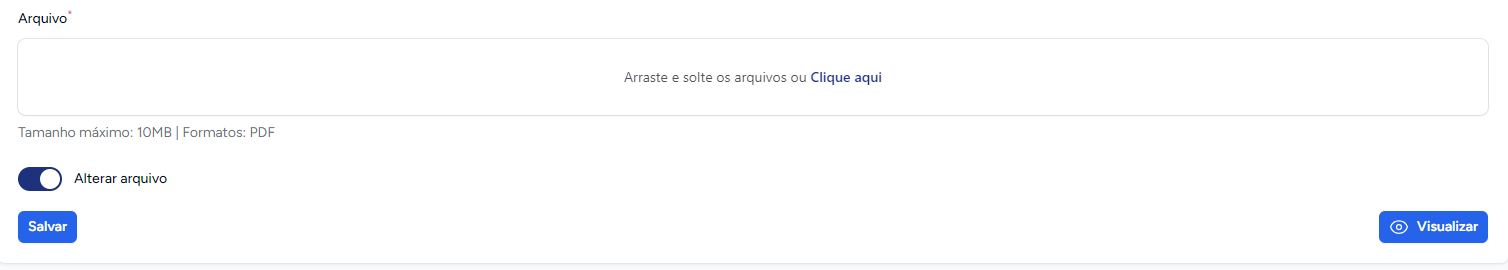 Arquivo*
Arraste e solte os arquivos ou Clique aqui
Tamanho máximo: 10MB | Formatos: PDF
Alterar arquivo
Salvar
Visualizar